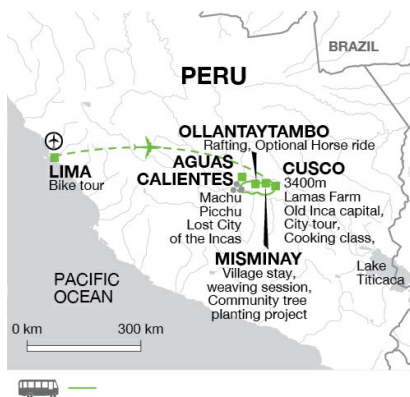 BRAZIL
PERU
OLLANTAYTAMBO
Rafting, Optional Horse ride
LIMA
Bike tour
AGUAS
CALIENTES
Machu
Picchu
Lost City
of the Incas
CUSCO
3400m
Lamas Farm
Old Inca capital,
City tour,
Cooking class,
MISMINAY
Village stay,
weaving session,
Community tree
planting project
PACIFIC
OCEAN
Lake
Titicaca
0 km
300 km